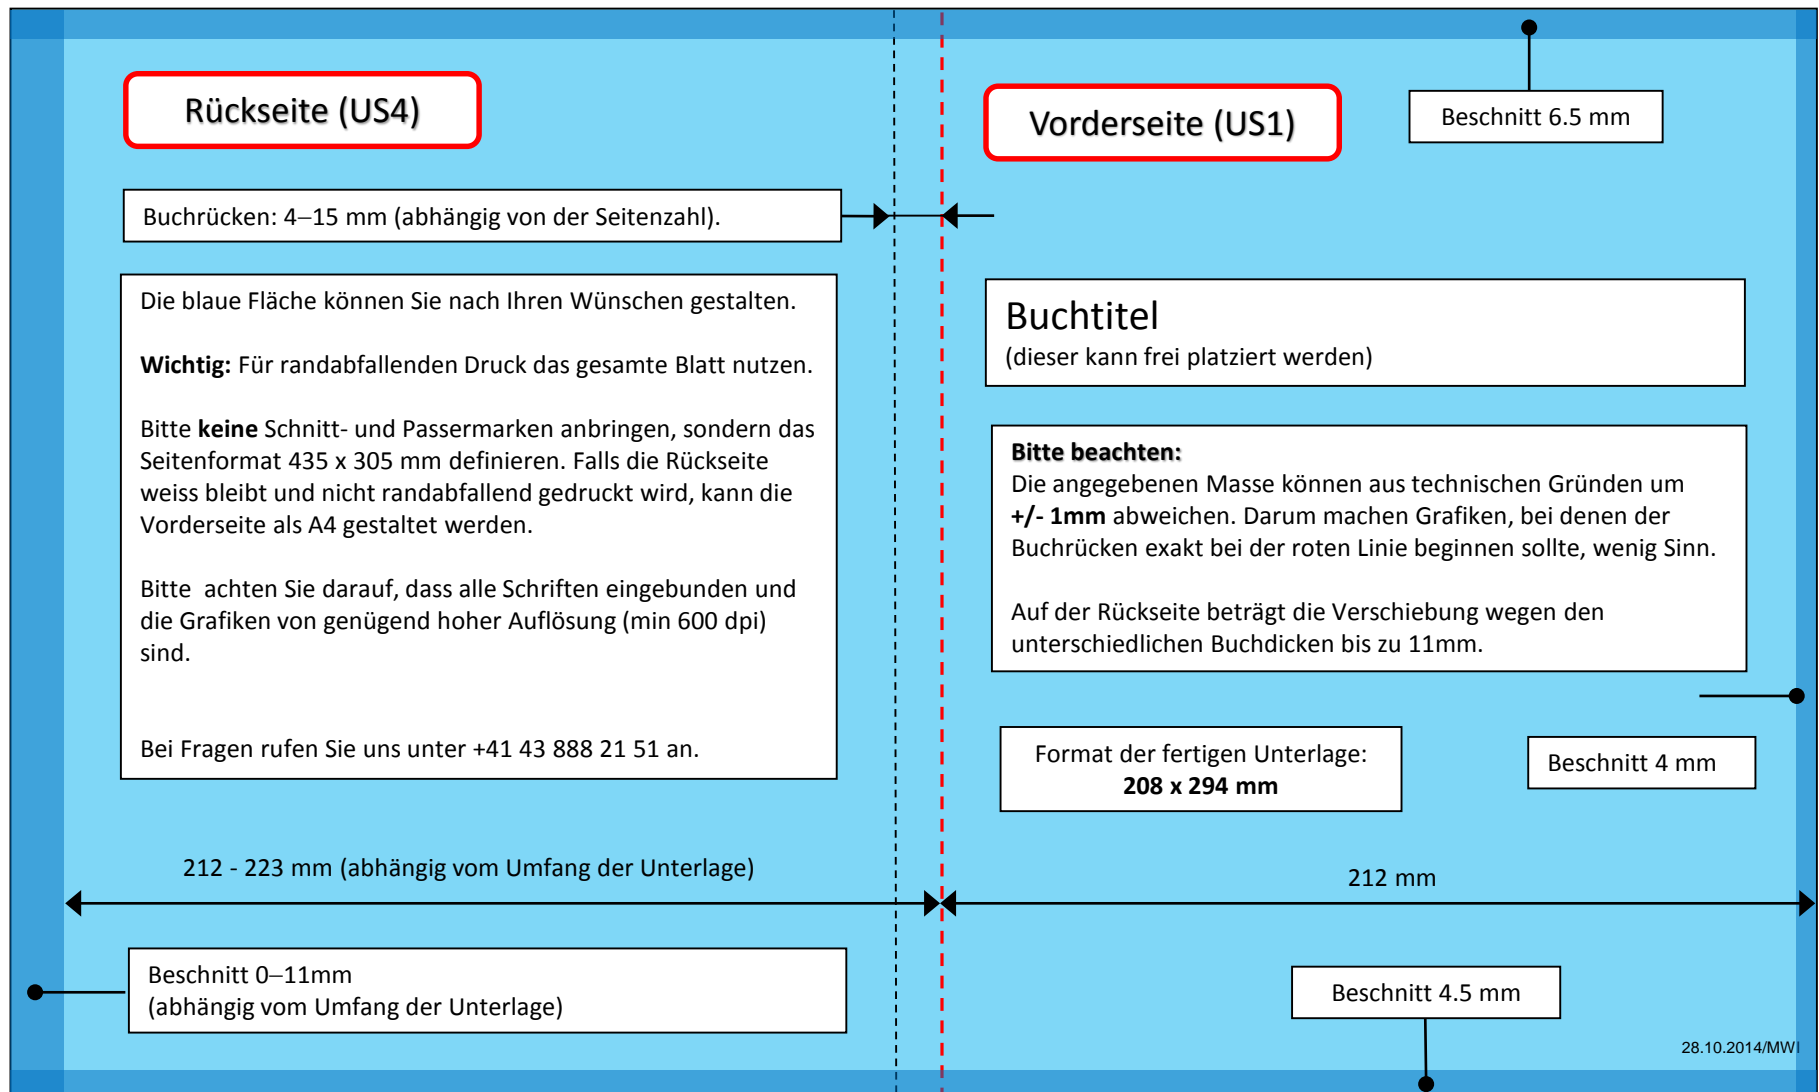 Rückseite (US4)
Vorderseite (US1)
Beschnitt 6.5 mm
Buchrücken: 4–15 mm (abhängig von der Seitenzahl).
Die blaue Fläche können Sie nach Ihren Wünschen gestalten.
Wichtig: Für randabfallenden Druck das gesamte Blatt nutzen.
Bitte keine Schnitt- und Passermarken anbringen, sondern das
Seitenformat 435 x 305 mm definieren. Falls die Rückseite
weiss bleibt und nicht randabfallend gedruckt wird, kann die
Vorderseite als A4 gestaltet werden.
Bitte  achten Sie darauf, dass alle Schriften eingebunden und
die Grafiken von genügend hoher Auflösung (min 600 dpi)
sind.
Bei Fragen rufen Sie uns unter +41 43 888 21 51 an.
Buchtitel
(dieser kann frei platziert werden)
Bitte beachten:
Die angegebenen Masse können aus technischen Gründen um
+/- 1mm abweichen. Darum machen Grafiken, bei denen der
Buchrücken exakt bei der roten Linie beginnen sollte, wenig Sinn.
Auf der Rückseite beträgt die Verschiebung wegen den
unterschiedlichen Buchdicken bis zu 11mm.
Format der fertigen Unterlage:
208 x 294 mm
Beschnitt 4 mm
212 - 223 mm (abhängig vom Umfang der Unterlage)
212 mm
Beschnitt 0–11mm
(abhängig vom Umfang der Unterlage)
Beschnitt 4.5 mm
28.10.2014/MWI